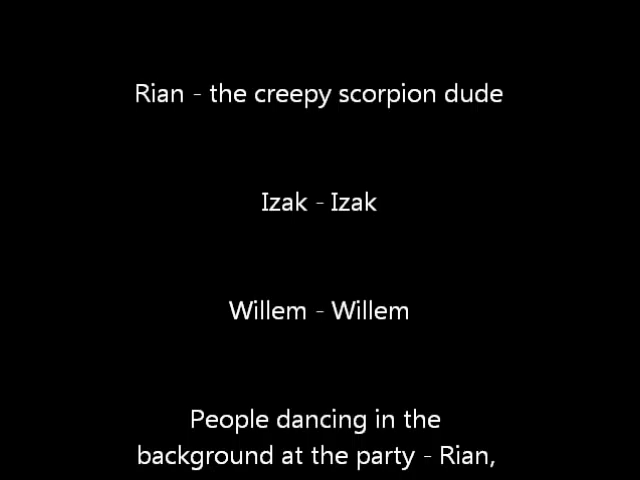 Rian - the creepy scorpion dude
Izak - Izak
Willem - Willem
People dancing in the
background at the party - Rian,